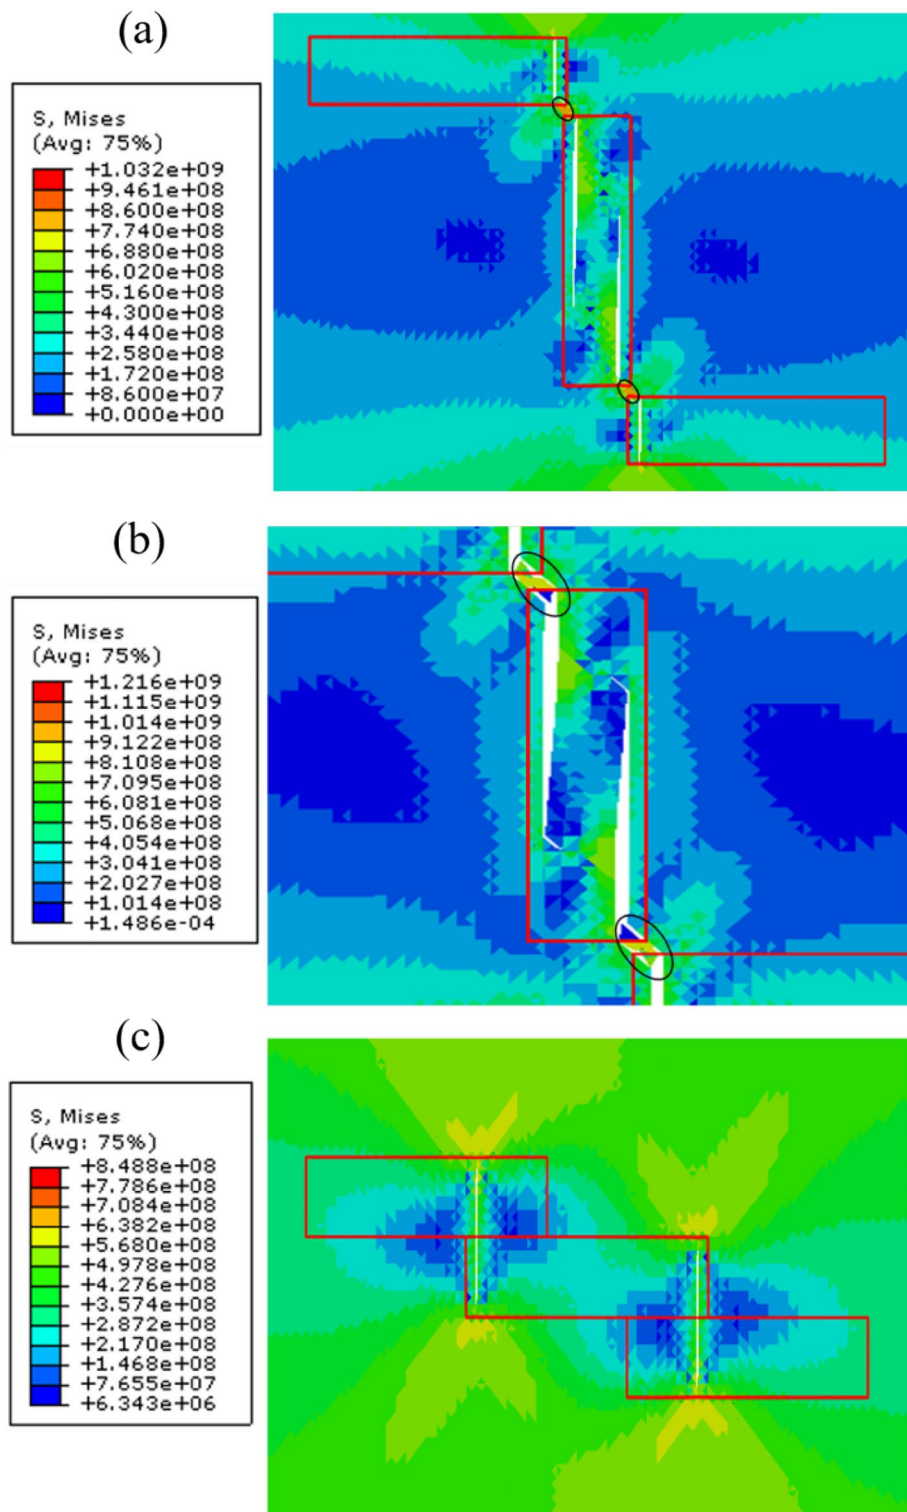 (a)
S, Mises
(Avg: 75%)
+1.032e+09
+9.461e+08
+8.600e+08
+7.740e+08
+6.880e+08
+6.020e+08
+5.160e+08
+4.300e+08
+3.440e+08
+2.580e+08
+1.720e+08
+8.600e+07
+0.000e+00
(b)
S, Mises
(Avg: 75%)
+1.216e+09
+1.115e+09
+1.014e+09
+9.122e+08
+8.108e+08
+7.095e+08
+6.081e+08
+5.068e+08
+4.054e+08
+3.041e+08
+2.027e+08
+1.014e+08
+1.486e-04
(c)
S, Mises
(Avg: 75%)
+8.488e+08
+7.786e+08
+7.084e+08
+6.382e+08
+5.680e+08
+4.978e+08
+4.276e+08
+3.574e+08
+2.872e+08
+2.170e+08
+1.468e+08
+7.655e+07
+6.343e+06